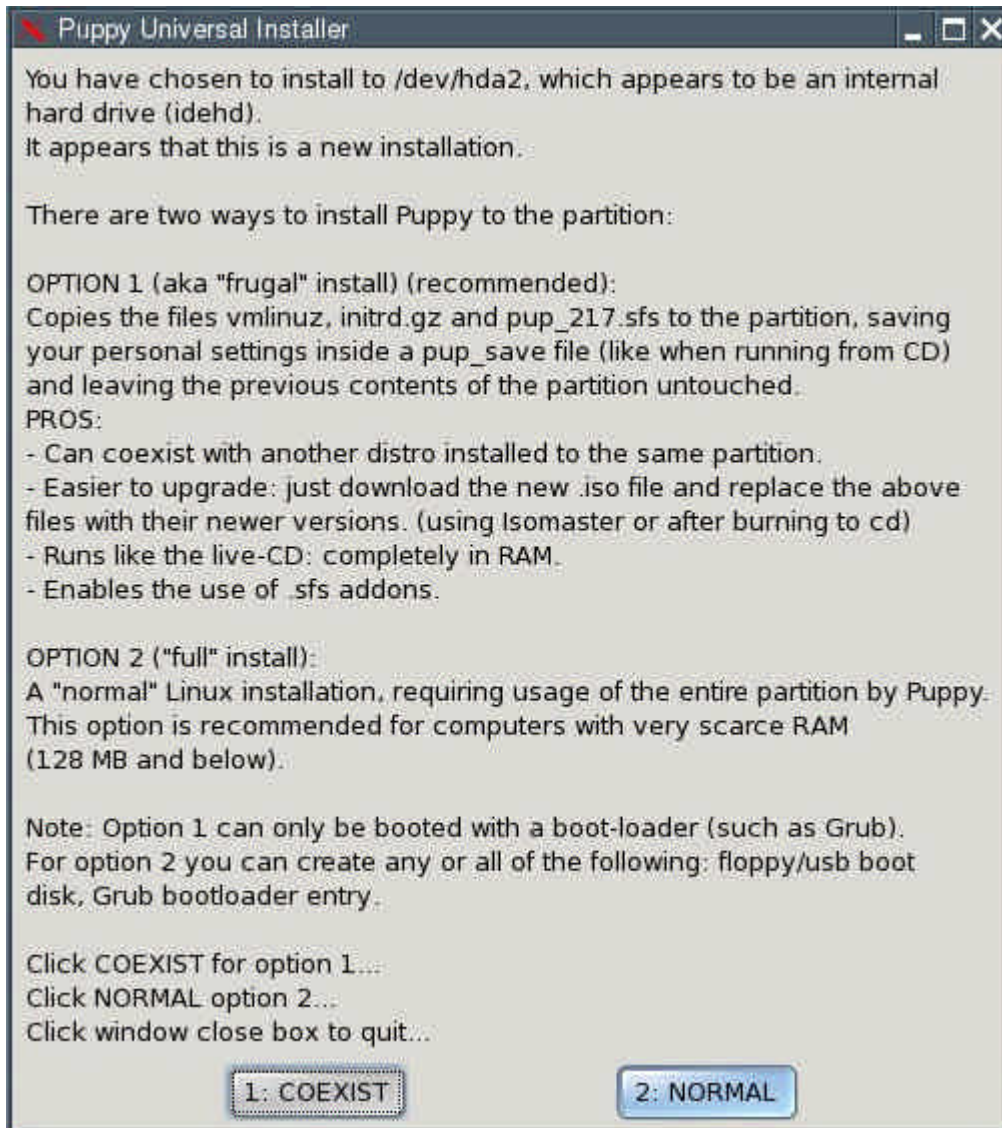 Puppy Universal Installer
You have chosen to install to /dev/hda2, which appears to be an internal
hard drive (idehd).
It appears that this is a new installation.
There are two ways to install Puppy to the partition:
OPTION 1 (aka "frugal" install) (recommended):
Copies the files vmlinuz, initrd.gz and pup_217.sfs to the partition, saving
your personal settings inside a pup_save file (like when running from CD)
and leaving the previous contents of the partition untouched.
PROS:
- Can coexist with another distro installed to the same partition.
- Easier to upgrade: just download the new .iso file and replace the above
files with their newer versions. (using Isomaster or after burning to cd)
- Runs like the live-CD: completely in RAM.
- Enables the use of .sfs addons.
OPTION 2 ("full" install):
A "normal" Linux installation, requiring usage of the entire partition by Puppy.
This option is recommended for computers with very scarce RAM
(128 MB and below).
Note: Option 1 can only be booted with a boot-loader (such as Grub).
For option 2 you can create any or all of the following: floppy/usb boot
disk, Grub bootloader entry.
Click COEXIST for option 1...
Click NORMAL option 2...
Click window close box to quit...
1: COEXIST
2: NORMAL